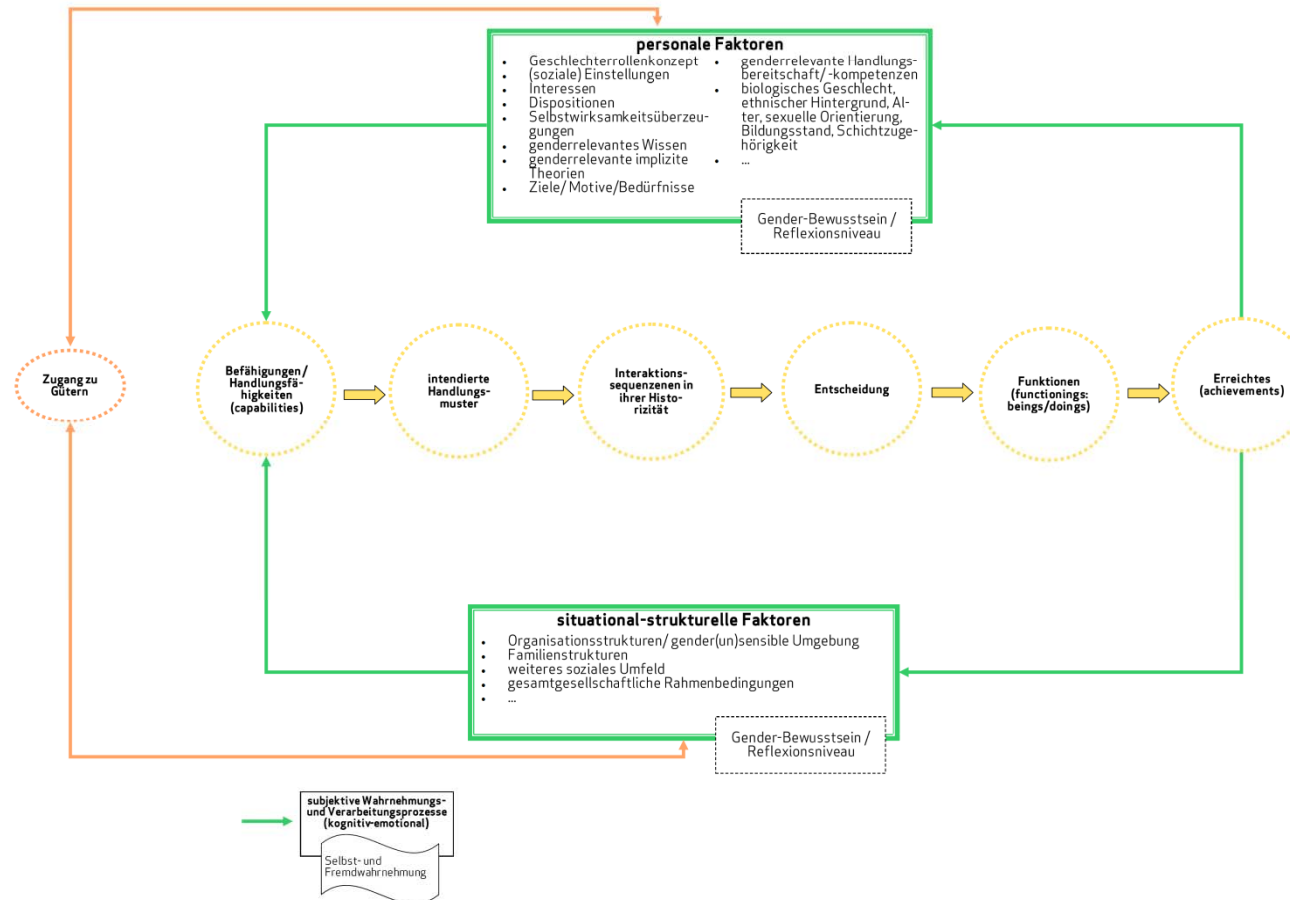 personale Faktoren
• Geschlechterrollenkonzept
• (soziale) Einstellungen
• Interessen
• Dispositionen
• Selbstwirksamkeitsüberzeu-
gungen
• genderrelevantes Wissen
• genderrelevante implizite
Theorien
• Ziele/ Motive/Bedürfnisse
• genderrelevante Handlungs-
bereitschaft/ -kompetenzen
• biologisches Geschlecht,
ethnischer Hintergrund, Al-
ter, sexuelle Orientierung,
Bildungsstand, Schichtzuge-
hörigkeit
• ...
Gender-Bewusstsein /
Reflexionsniveau
Zugang zu
Gütern
Befähigungen/
Handlungsfä-
higkeiten
(capabilities)
intendierte
Handlungs-
muster
Interaktions-
sequenzenen in
ihrer Histo-
rizität
Entscheidung
Funktionen
(functionings:
beings/doings)
Erreichtes
(achievements)
situational-strukturelle Faktoren
• Organisationsstrukturen/ gender(un)sensible Umgebung
• Familienstrukturen
• weiteres soziales Umfeld
• gesamtgesellschaftliche Rahmenbedingungen
• ...
Gender-Bewusstsein /
Reflexionsniveau
subjektive Wahrnehmungs-
und Verarbeitungsprozesse
(kognitiv-emotional)
Selbst- und
Fremdwahrnehmung